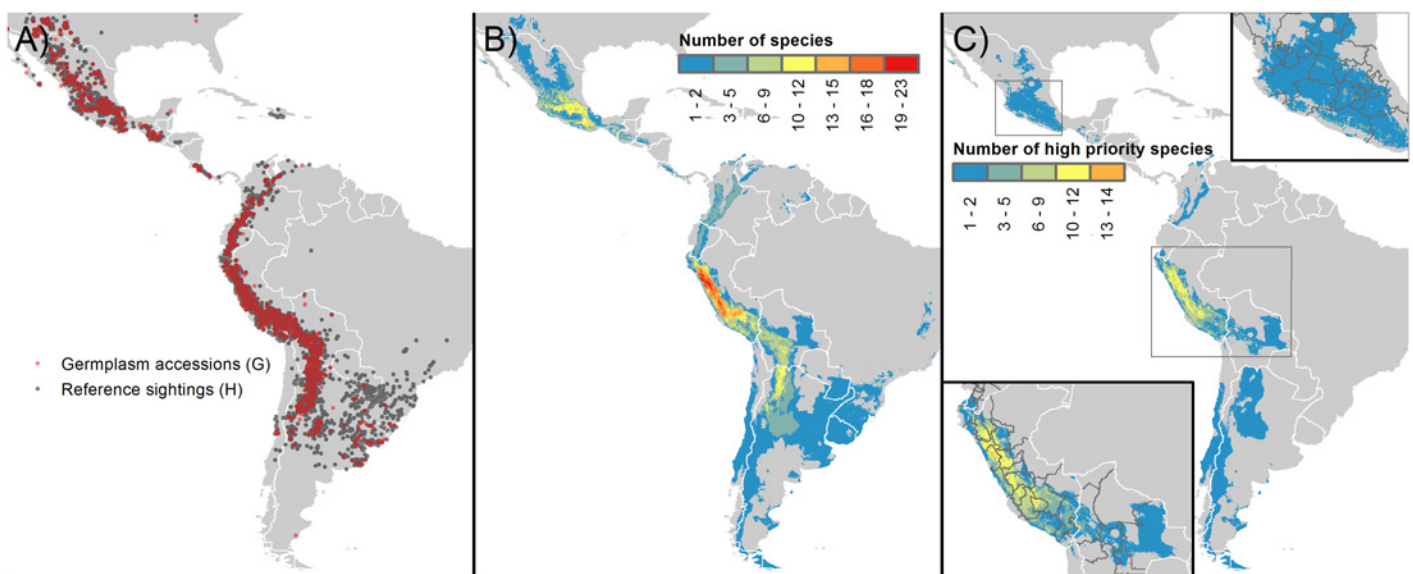 A)
Germplasm accessions (G)
Reference sightings (H)
B)
Number of species
1 - 2
3 - 5
6 - 9
10 - 12
13 - 15
16 - 18
19 - 23
C)
Number of high priority species
1 - 2
3 - 5
6 - 9
10 - 12
13 - 14